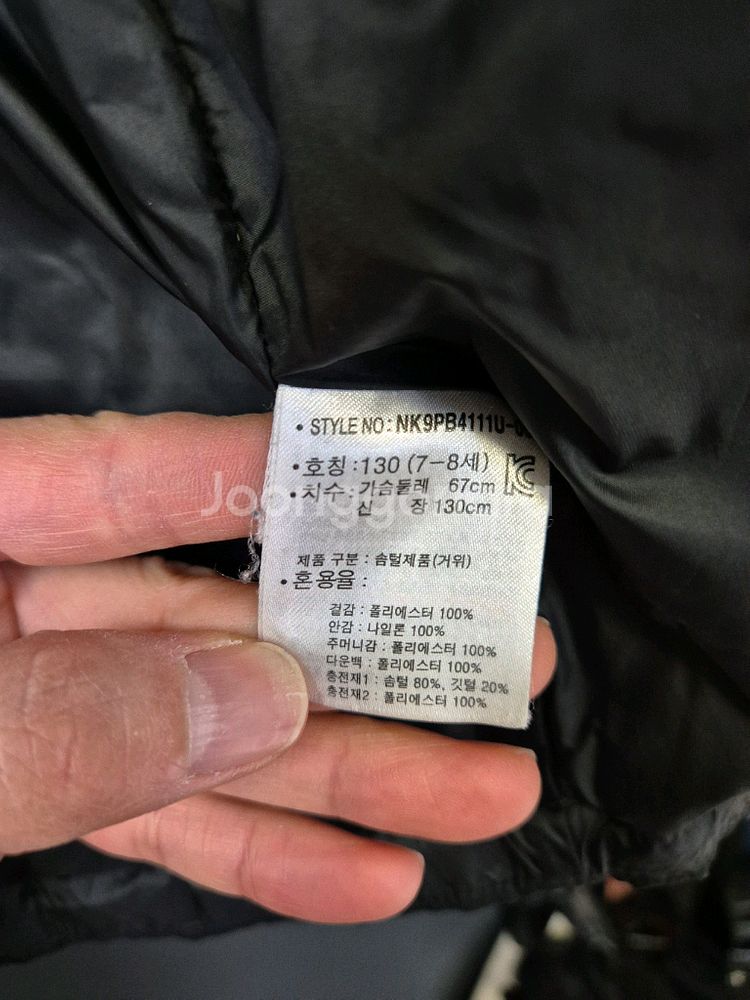 • STYLE NO : NK9PB4111U
• 호칭 : 130 (7-8세)
• 치수 : 가슴둘레 67cm
신 장 130cm
제품 구분 : 솜털제품(거위)
• 혼용율 :
겉감 : 폴리에스터 100%
안감 : 나일론 100%
주머니감 : 폴리에스터 100%
다운백 : 폴리에스터 100%
충전재1 : 솜털 80%, 깃털 20%
충전재2 : 폴리에스터 100%